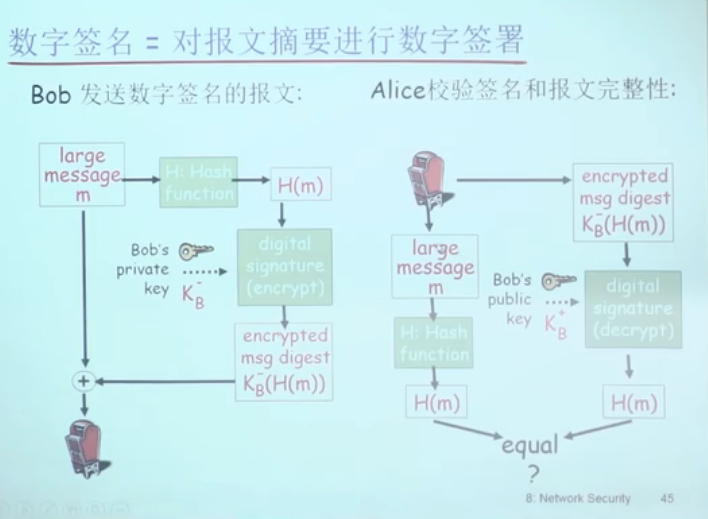 数字签名 = 对报文摘要进行数字签署
Bob 发送数字签名的报文:
large
message
m
H: Hash
function
H(m)
Bob's
private
key
K_B^-
digital
signature
(encrypt)
encrypted
msg digest
K_B^-(H(m))
+
Alice校验签名和报文完整性:
encrypted
msg digest
K_B^-(H(m))
large
message
m
H: Hash
function
H(m)
Bob's
public
key
K_B^+
digital
signature
(decrypt)
H(m)
equal
?
8: Network Security
45